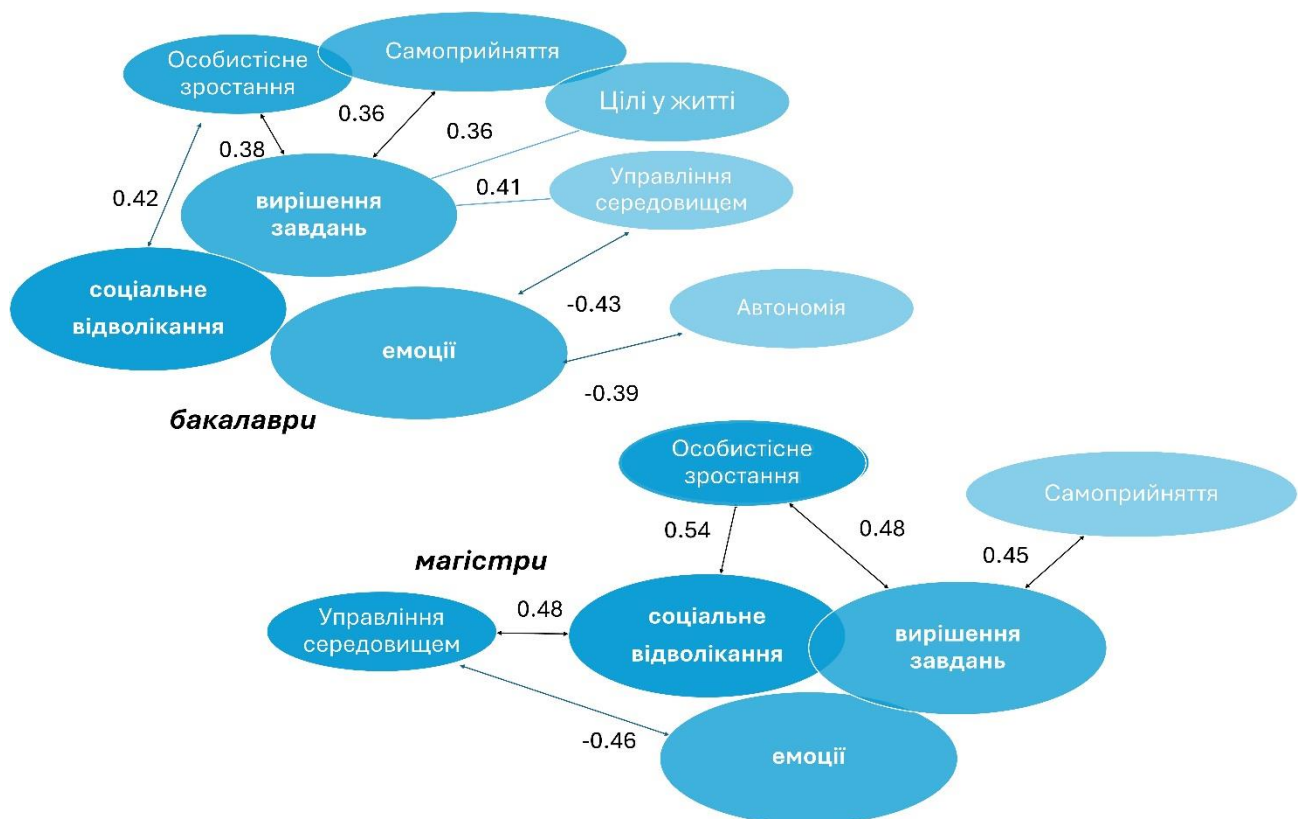 Особистісне
зростання
Самоприйняття
Цілі у житті
0.36
0.36
0.38
0.42
вирішення
завдань
0.41
Управління
середовищем
соціальне
відволікання
емоції
-0.43
Автономія
-0.39
бакалаври
Особистісне
зростання
Самоприйняття
0.54
0.48
0.45
магістри
Управління
середовищем
0.48
соціальне
відволікання
вирішення
завдань
-0.46
емоції